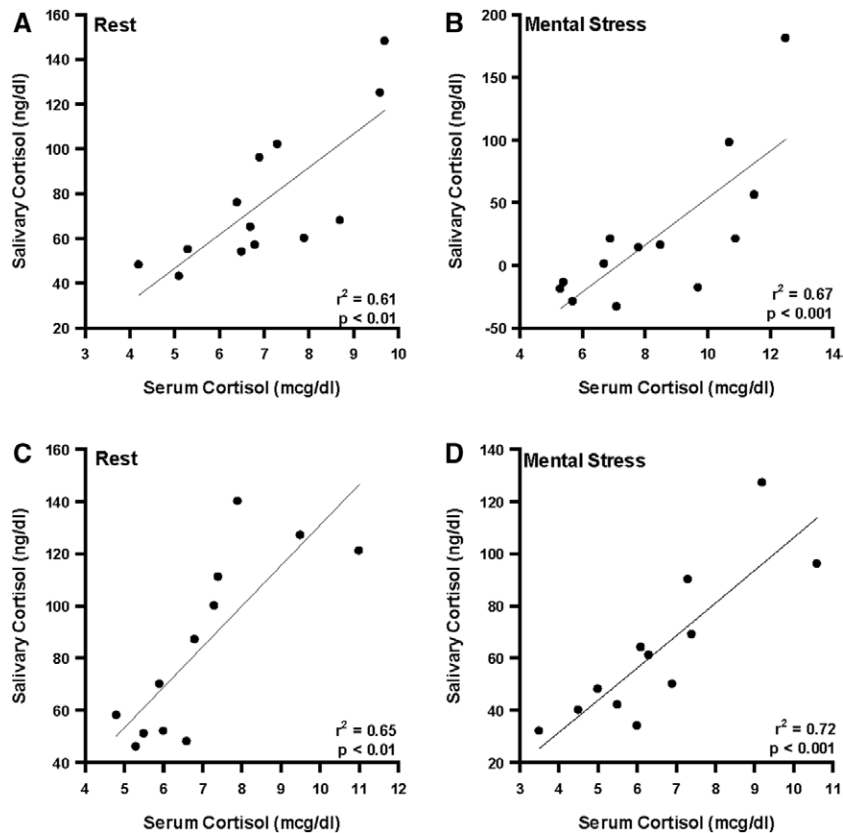 A
Rest
160
140
120
100
80
60
40
20
Salivary Cortisol (ng/dl)
r² = 0.61
p < 0.01
3 4 5 6 7 8 9 10
Serum Cortisol (mcg/dl)
B
Mental Stress
200
150
100
50
0
-50
Salivary Cortisol (ng/dl)
r² = 0.67
p < 0.001
4 6 8 10 12 14
Serum Cortisol (mcg/dl)
C
Rest
160
140
120
100
80
60
40
Salivary Cortisol (ng/dl)
r² = 0.65
p < 0.01
4 5 6 7 8 9 10 11 12
Serum Cortisol (mcg/dl)
D
Mental Stress
140
120
100
80
60
40
20
Salivary Cortisol (ng/dl)
r² = 0.72
p < 0.001
3 4 5 6 7 8 9 10 11
Serum Cortisol (mcg/dl)